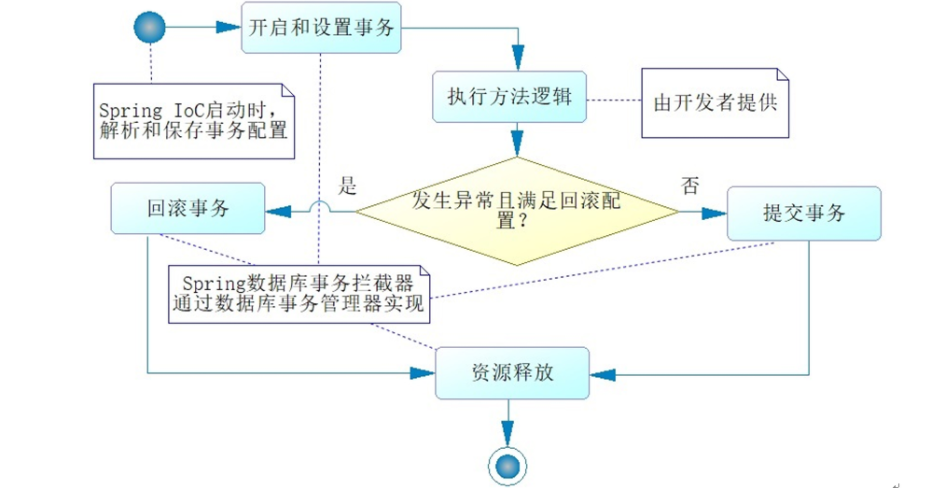 开启和设置事务
Spring IoC启动时，
解析和保存事务配置
执行方法逻辑
由开发者提供
是
发生异常且满足回滚配
置？
否
回滚事务
提交事务
Spring数据库事务拦截器
通过数据库事务管理器实现
资源释放